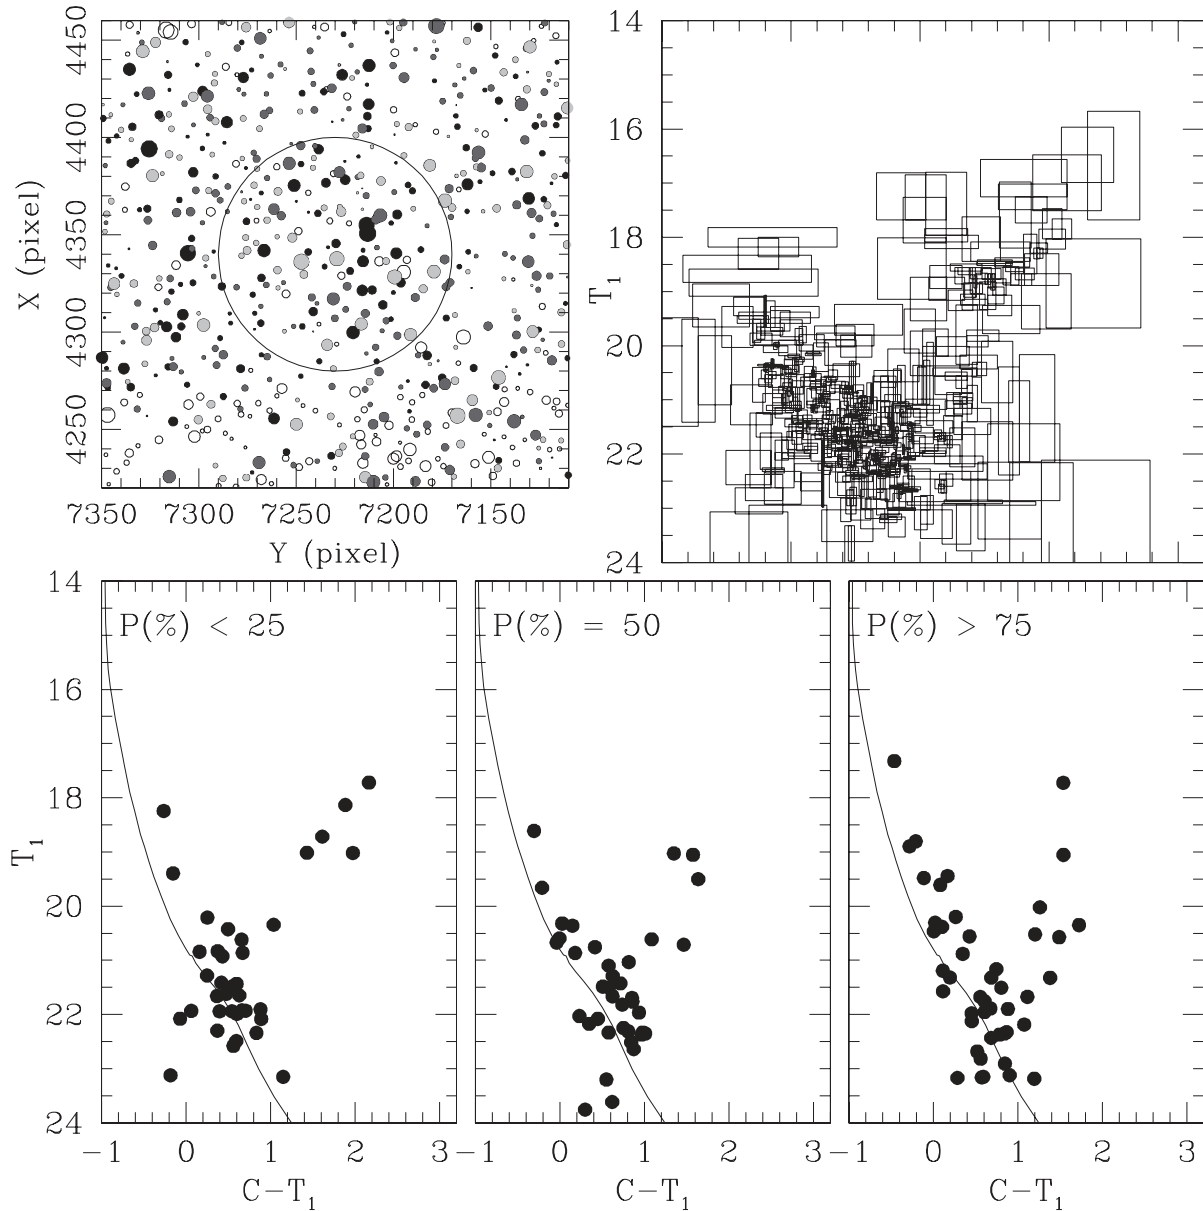 4450
4400
4350
4300
4250
X (pixel)
7350 7300 7250 7200 7150
Y (pixel)
14
16
18
20
22
24
T₁
14
16
18
20
22
24
T₁
P(%) < 25
P(%) = 50
P(%) > 75
-1 0 1 2 3
-1 0 1 2 3
-1 0 1 2 3
C-T₁
C-T₁
C-T₁